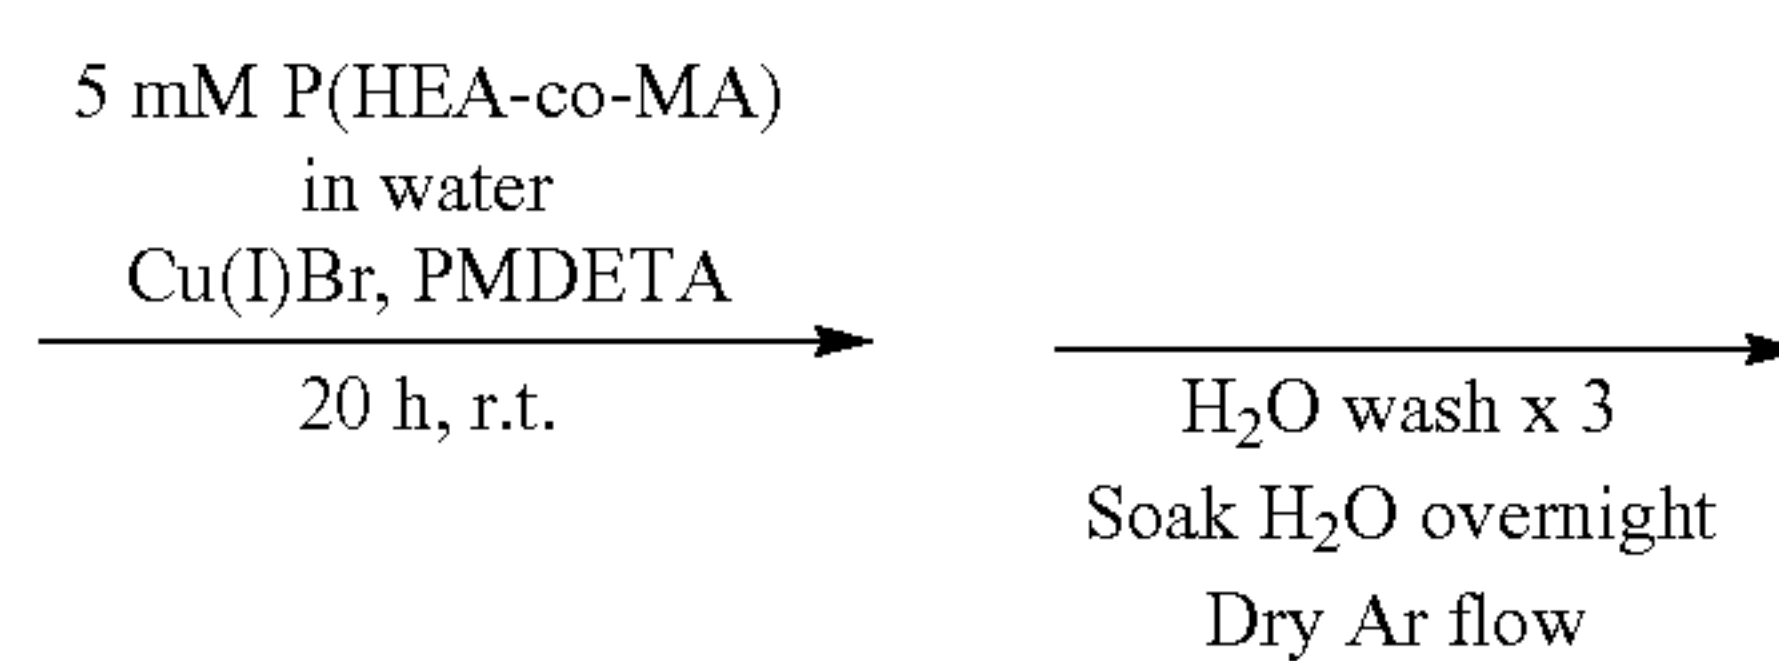 5 mM P(HEA-co-MA)
in water
Cu(I)Br, PMDETA
20 h, r.t.
H₂O wash x 3
Soak H₂O overnight
Dry Ar flow